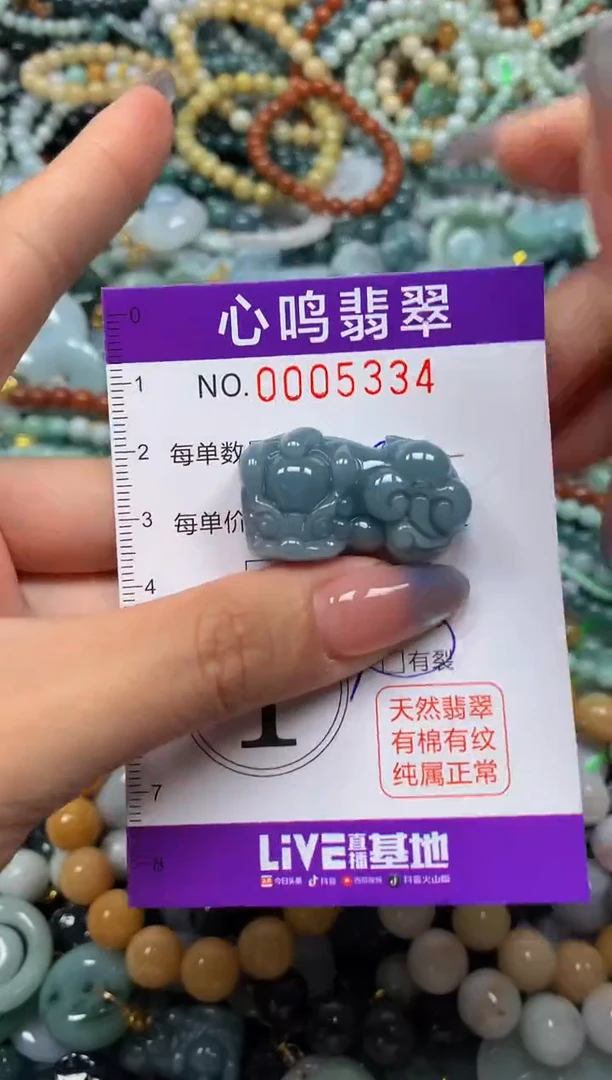 心鸣翡翠
0
1
NO.0005334
2
每单数
3
每单价
4
有裂
1
天然翡翠
有棉有纹
纯属正常
7
8
LiVE直播基地
今日头条 抖音 西瓜视频 抖音火山版